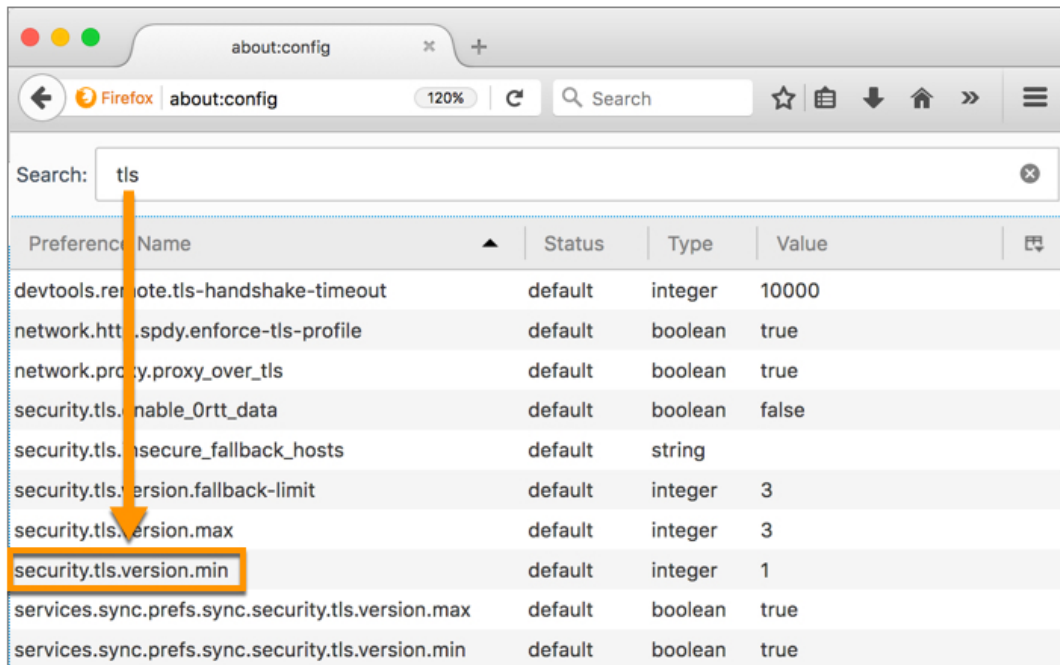 about:config
Firefox about:config 120% Search
Search: tls
Preference Name Status Type Value
devtools.remote.tls-handshake-timeout default integer 10000
network.http.spdy.enforce-tls-profile default boolean true
network.proxy.proxy_over_tls default boolean true
security.tls.enable_0rtt_data default boolean false
security.tls.insecure_fallback_hosts default string
security.tls.version.fallback-limit default integer 3
security.tls.version.max default integer 3
security.tls.version.min default integer 1
services.sync.prefs.sync.security.tls.version.max default boolean true
services.sync.prefs.sync.security.tls.version.min default boolean true